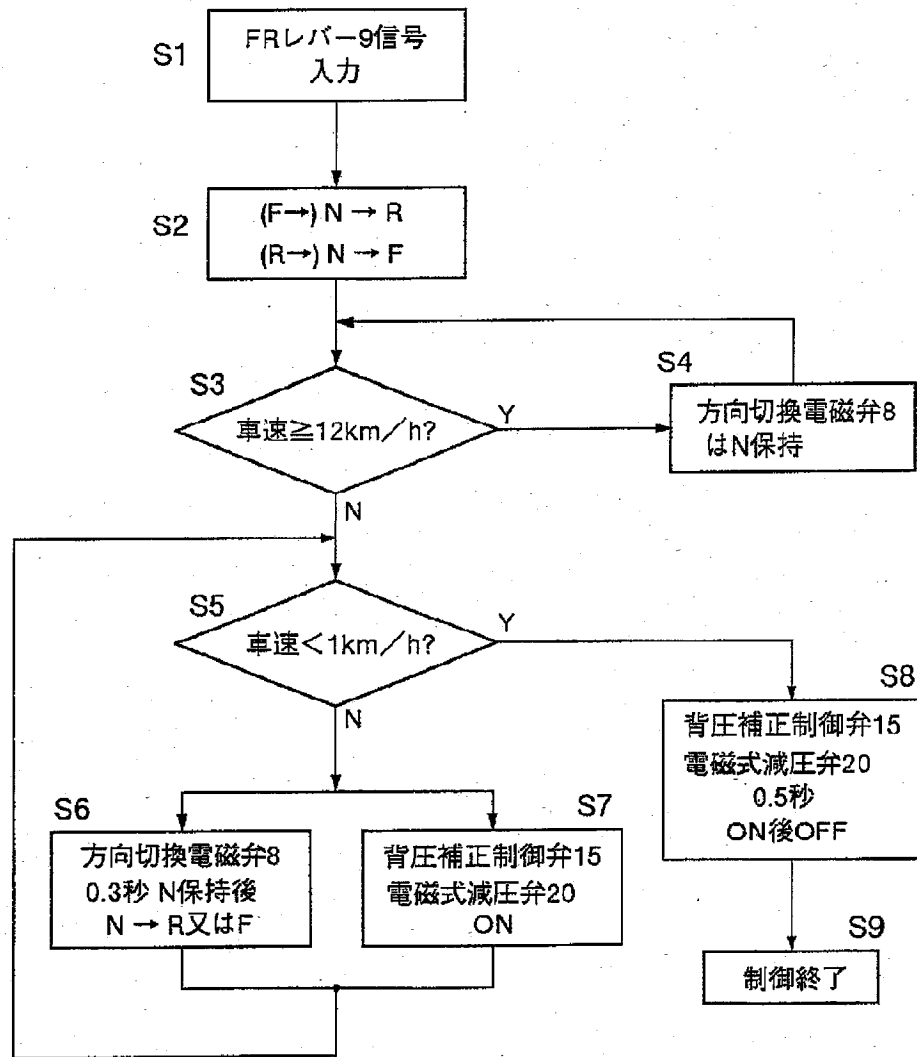 S1
FRレバー9信号
入力
S2
(F→) N → R
(R→) N → F
S3
車速≧12km／h?
Y
N
S4
方向切換電磁弁8
はN保持
S5
車速＜1km／h?
Y
N
S6
方向切換電磁弁8
0.3秒 N保持後
N → R又はF
S7
背圧補正制御弁15
電磁式減圧弁20
ON
S8
背圧補正制御弁15
電磁式減圧弁20
0.5秒
ON後OFF
S9
制御終了